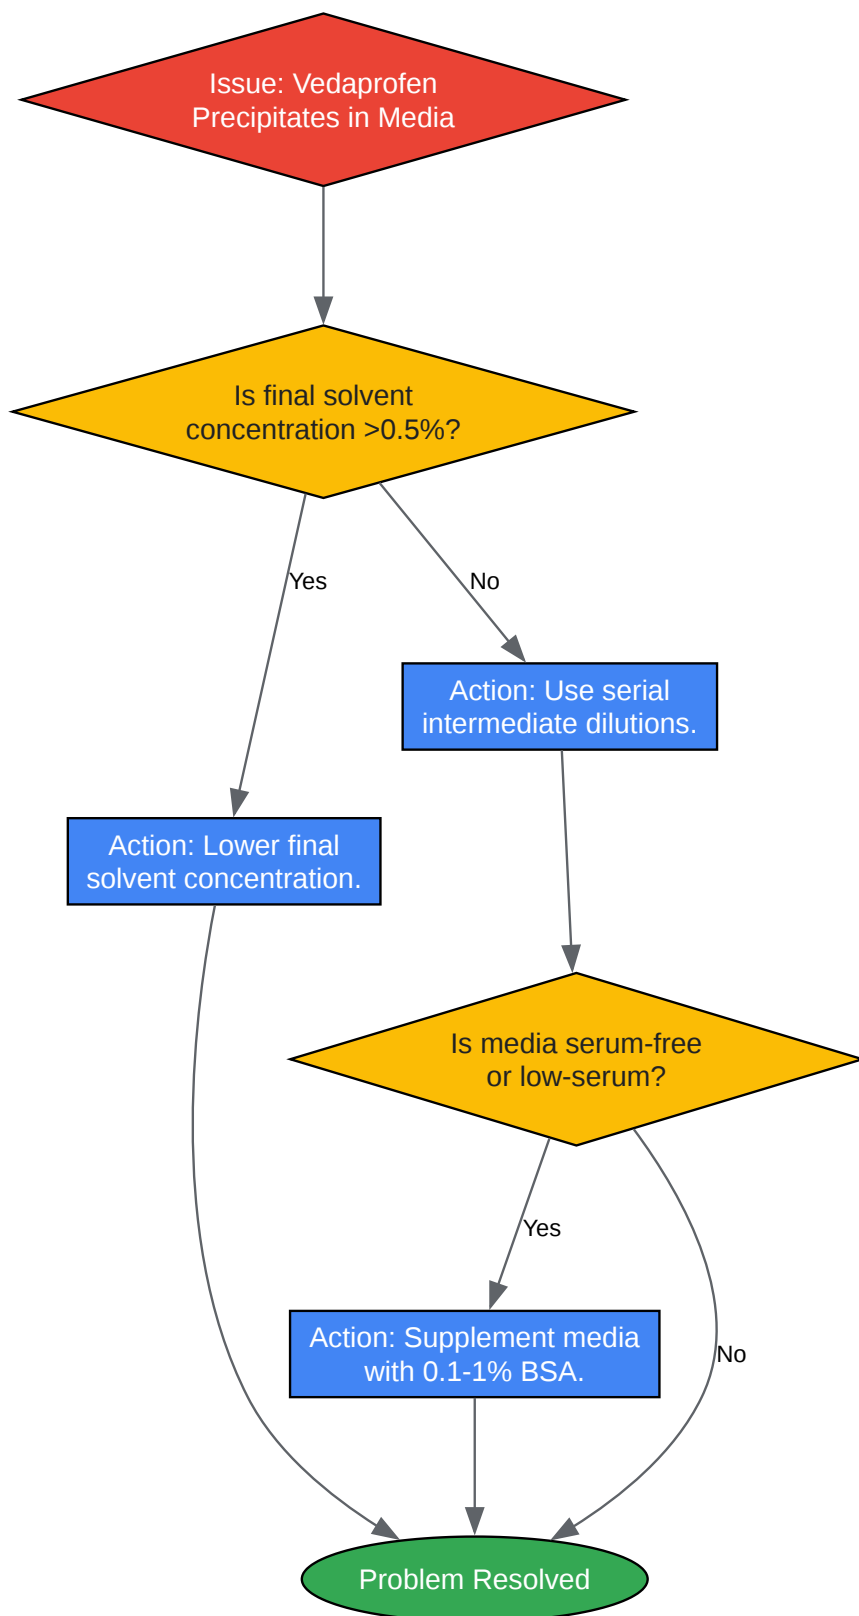 Issue: Vedaprofen
Precipitates in Media
Is final solvent
concentration >0.5%?
Yes
No
Action: Use serial
intermediate dilutions.
Action: Lower final
solvent concentration.
Is media serum-free
or low-serum?
Yes
Action: Supplement media
with 0.1-1% BSA.
No
Problem Resolved